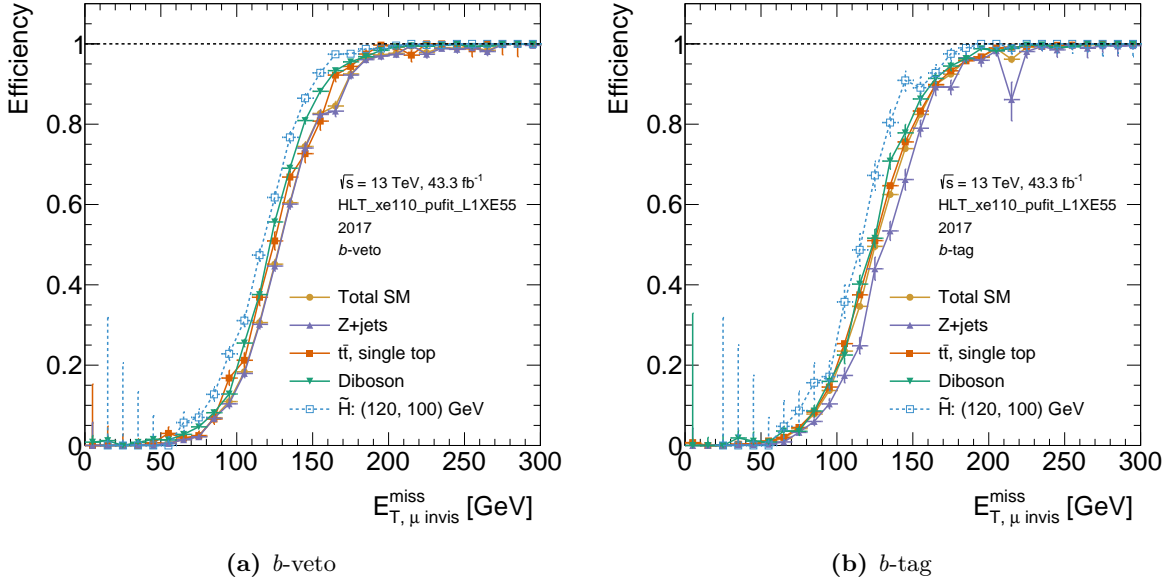 Efficiency
1
0.8
0.6
0.4
0.2
0
√s = 13 TeV, 43.3 fb⁻¹
HLT_xe110_pufit_L1XE55
2017
b-veto
Total SM
Z+jets
tt̄, single top
Diboson
H̃: (120, 100) GeV
0 50 100 150 200 250 300
E_T, μ invis^miss [GeV]
(a) b-veto
Efficiency
1
0.8
0.6
0.4
0.2
0
√s = 13 TeV, 43.3 fb⁻¹
HLT_xe110_pufit_L1XE55
2017
b-tag
Total SM
Z+jets
tt̄, single top
Diboson
H̃: (120, 100) GeV
0 50 100 150 200 250 300
E_T, μ invis^miss [GeV]
(b) b-tag